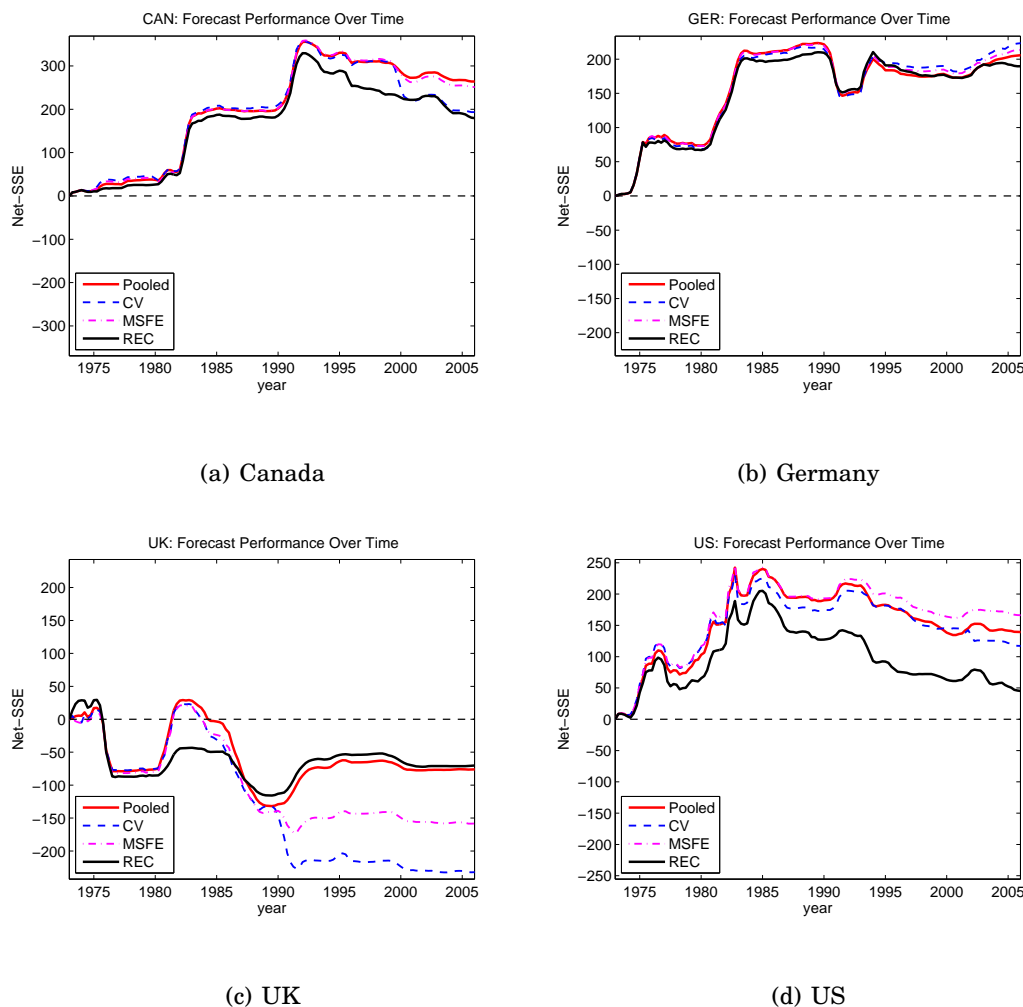 CAN: Forecast Performance Over Time
300
200
100
0
−100
−200
−300
Net−SSE
Pooled
CV
MSFE
REC
1975 1980 1985 1990 1995 2000 2005
year
(a) Canada
GER: Forecast Performance Over Time
200
150
100
50
0
−50
−100
−150
−200
Net−SSE
Pooled
CV
MSFE
REC
1975 1980 1985 1990 1995 2000 2005
year
(b) Germany
UK: Forecast Performance Over Time
200
150
100
50
0
−50
−100
−150
−200
Net−SSE
Pooled
CV
MSFE
REC
1975 1980 1985 1990 1995 2000 2005
year
(c) UK
US: Forecast Performance Over Time
250
200
150
100
50
0
−50
−100
−150
−200
−250
Net−SSE
Pooled
CV
MSFE
REC
1975 1980 1985 1990 1995 2000 2005
year
(d) US